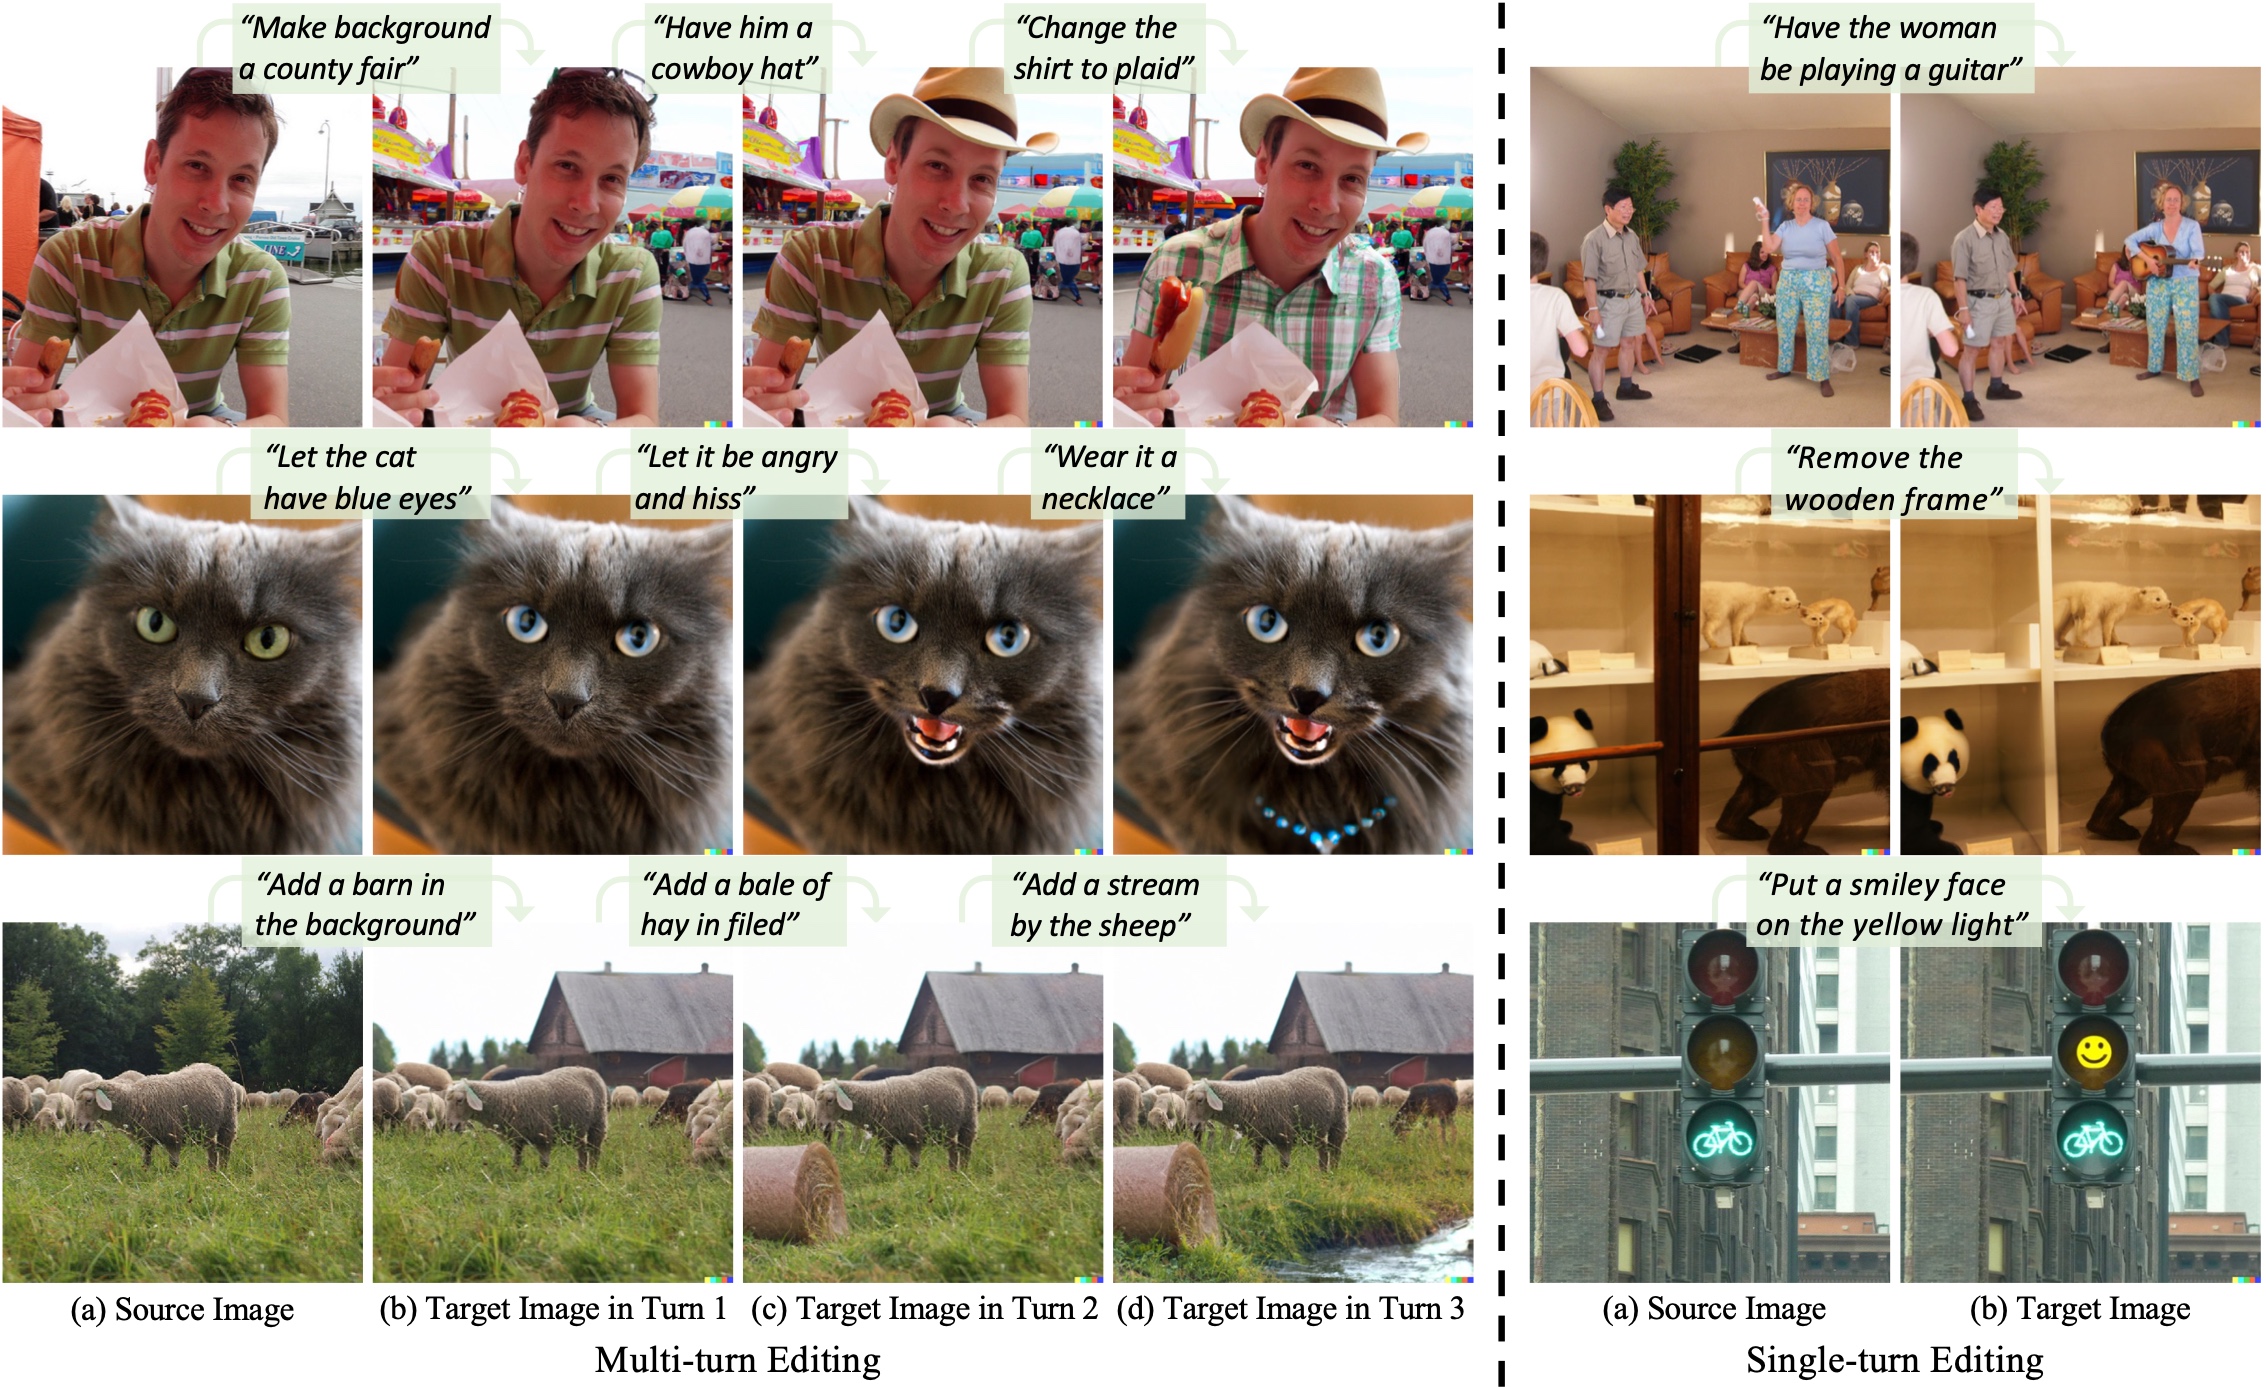 “Make background
a county fair”
“Have him a
cowboy hat”
“Change the
shirt to plaid”
“Have the woman
be playing a guitar”
LINE
“Let the cat
have blue eyes”
“Let it be angry
and hiss”
“Wear it a
necklace”
“Remove the
wooden frame”
“Add a barn in
the background”
“Add a bale of
hay in filed”
“Add a stream
by the sheep”
“Put a smiley face
on the yellow light”
(a) Source Image
(b) Target Image in Turn 1
(c) Target Image in Turn 2
(d) Target Image in Turn 3
(a) Source Image
(b) Target Image
Multi-turn Editing
Single-turn Editing